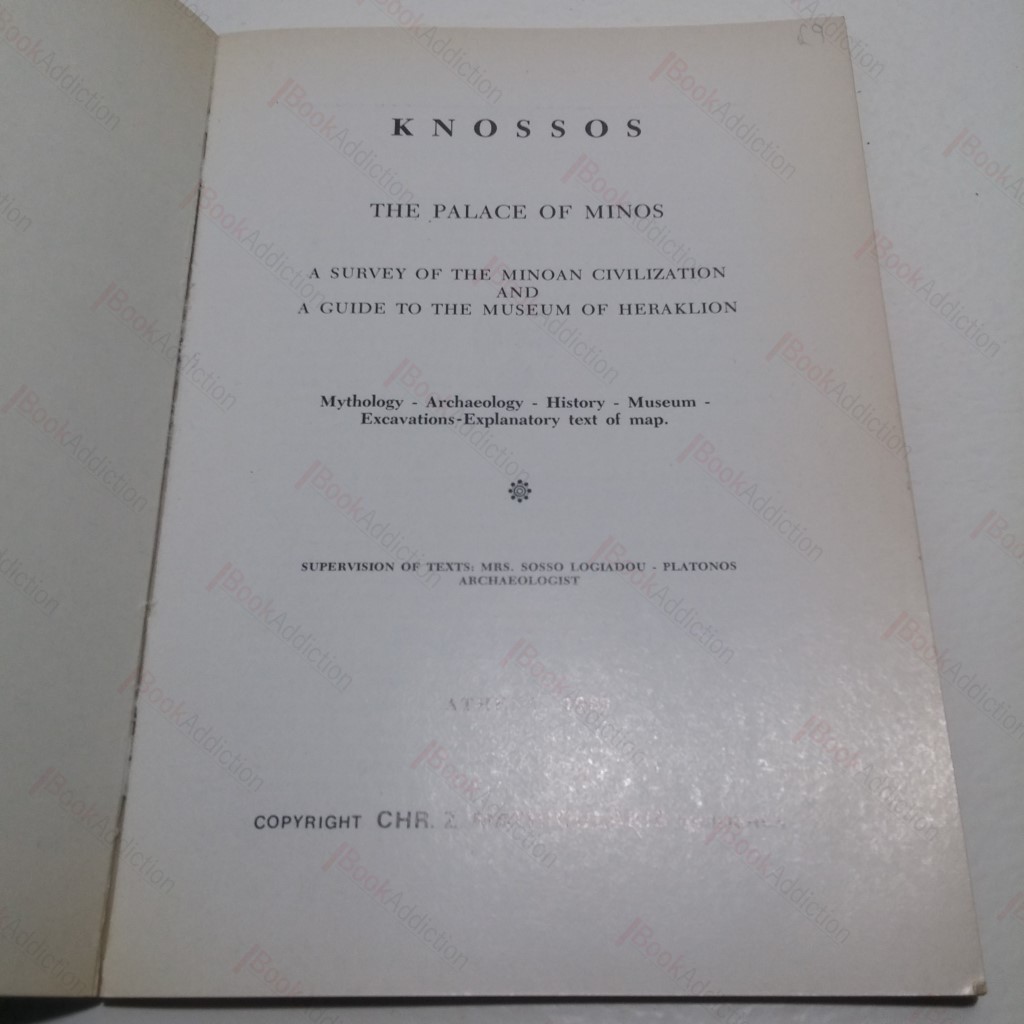 KNOSSOS
THE PALACE OF MINOS
A SURVEY OF THE MINOAN CIVILIZATION
AND
A GUIDE TO THE MUSEUM OF HERAKLION
Mythology - Archaeology - History - Museum -
Excavations-Explanatory text of map.
SUPERVISION OF TEXTS: MRS. SOSSO LOGIADOU - PLATONOS
ARCHAEOLOGIST
COPYRIGHT CHR. Z
BookAddiction